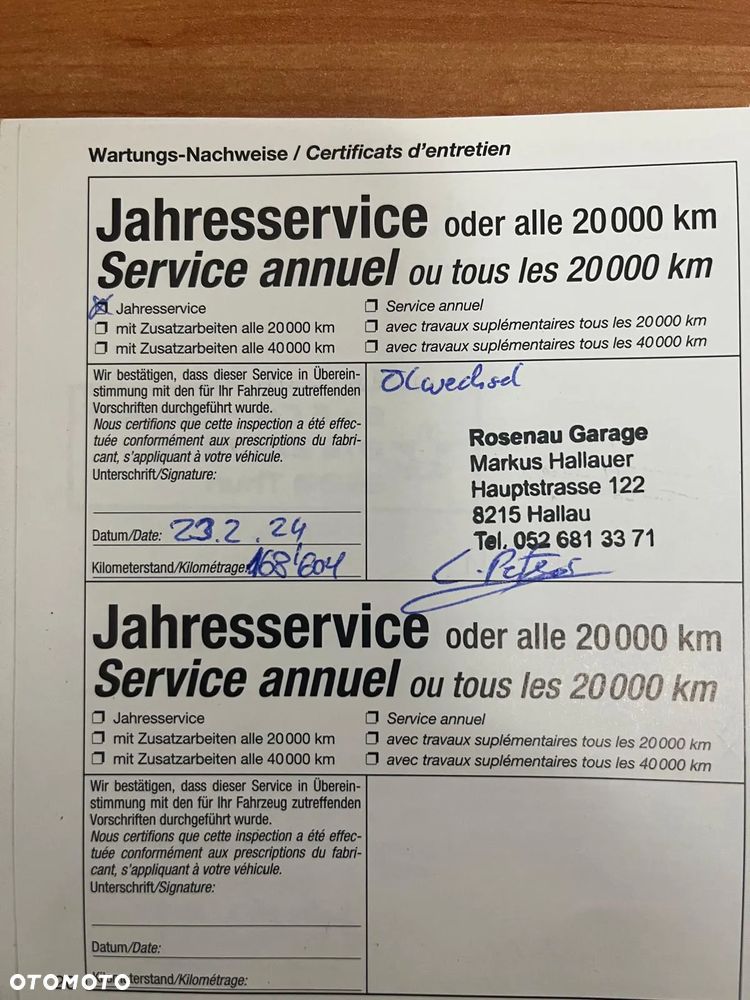 Wartungs-Nachweise / Certificats d'entretien
Jahresservice oder alle 20 000 km
Service annuel ou tous les 20 000 km
Jahresservice
Service annuel
mit Zusatzarbeiten alle 20 000 km
avec travaux suplémentaires tous les 20 000 km
mit Zusatzarbeiten alle 40 000 km
avec travaux suplémentaires tous les 40 000 km
Wir bestätigen, dass dieser Service in Überein-
stimmung mit den für Ihr Fahrzeug zutreffenden
Vorschriften durchgeführt wurde.
Nous certifions que cette inspection a été effec-
tuée conformément aux prescriptions du fabri-
cant, s'appliquant à votre véhicule.
Unterschrift/Signature:
Datum/Date: 23.2.24
Kilometerstand/Kilométrage: 168'604
Ölwechsel
Rosenau Garage
Markus Hallauer
Hauptstrasse 122
8215 Hallau
Tel. 052 681 33 71
Jahresservice oder alle 20 000 km
Service annuel ou tous les 20 000 km
Jahresservice
Service annuel
mit Zusatzarbeiten alle 20 000 km
avec travaux suplémentaires tous les 20 000 km
mit Zusatzarbeiten alle 40 000 km
avec travaux suplémentaires tous les 40 000 km
Wir bestätigen, dass dieser Service in Überein-
stimmung mit den für Ihr Fahrzeug zutreffenden
Vorschriften durchgeführt wurde.
Nous certifions que cette inspection a été effec-
tuée conformément aux prescriptions du fabri-
cant, s'appliquant à votre véhicule.
Unterschrift/Signature:
Datum/Date:
Kilometerstand/Kilométrage:
OTOMOTO